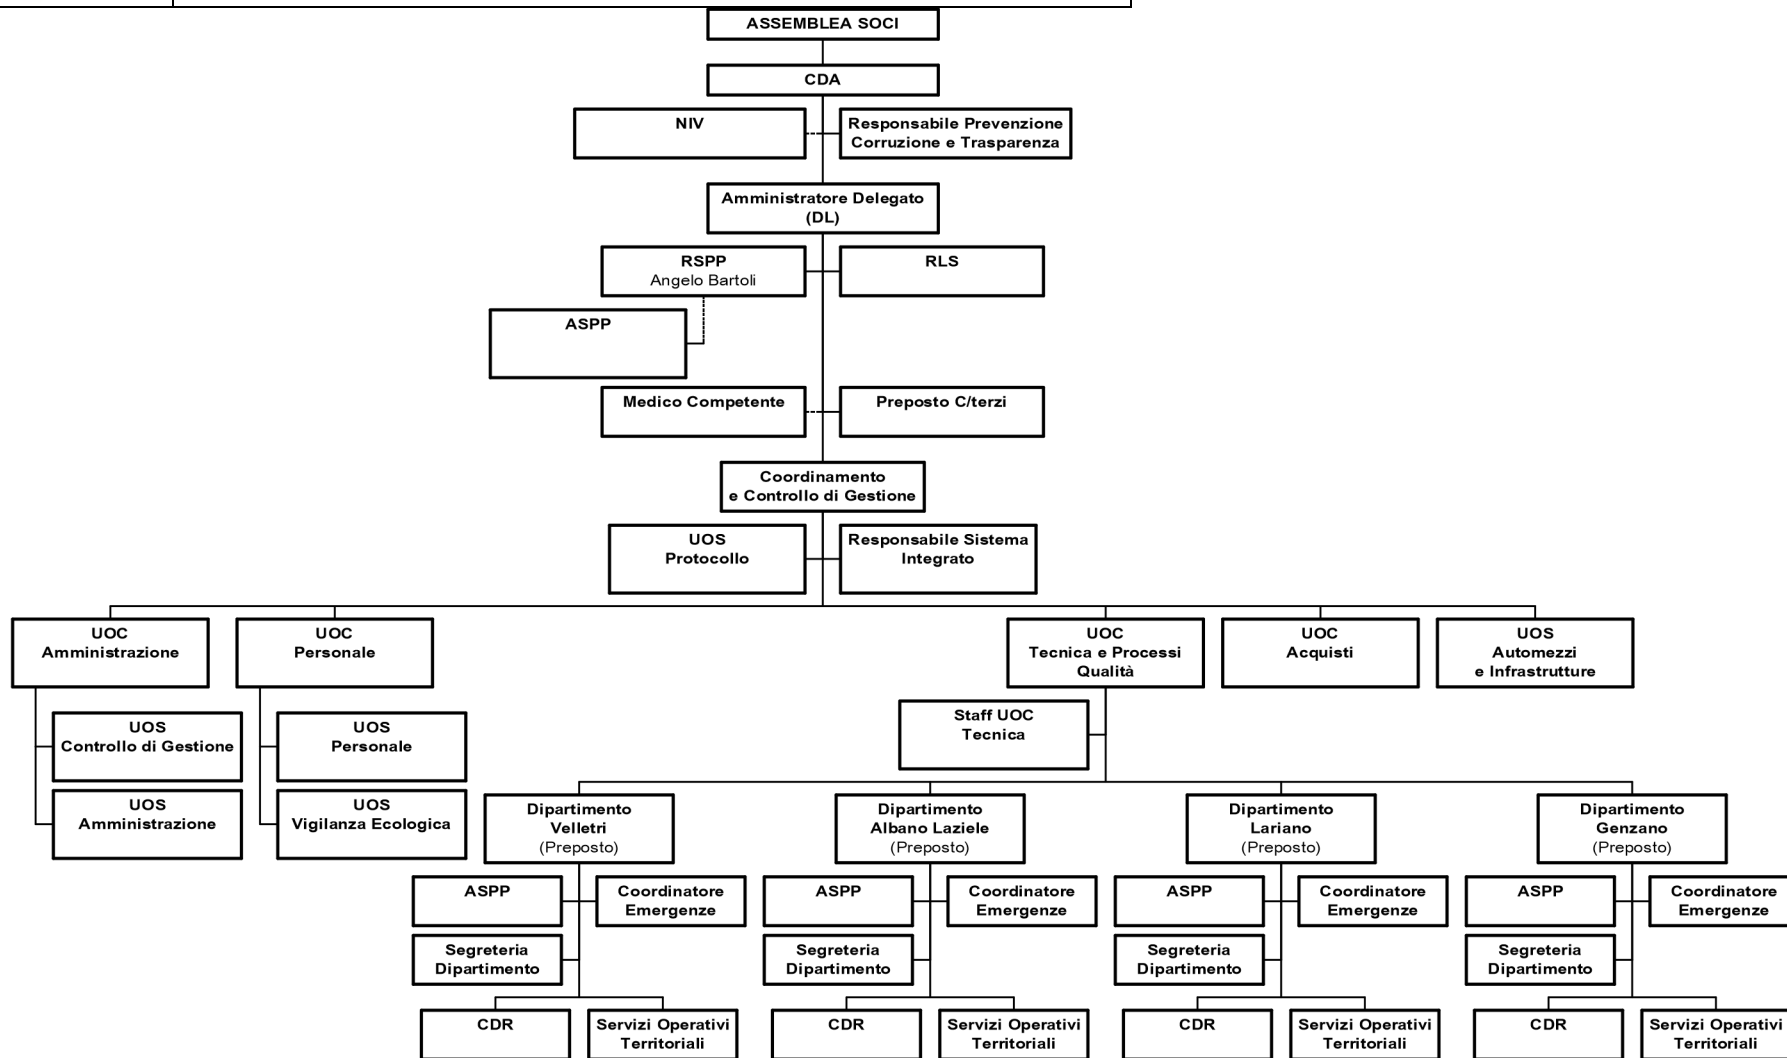 ASSEMBLEA SOCI
CDA
NIV
Responsabile Prevenzione
Corruzione e Trasparenza
Amministratore Delegato
(DL)
RSPP
Angelo Bartoli
RLS
ASPP
Medico Competente
Preposto C/terzi
Coordinamento
e Controllo di Gestione
UOS
Protocollo
Responsabile Sistema
Integrato
UOC
Amministrazione
UOC
Personale
UOC
Tecnica e Processi
Qualità
UOC
Acquisti
UOS
Automezzi
e Infrastrutture
Staff UOC
Tecnica
UOS
Controllo di Gestione
UOS
Personale
UOS
Amministrazione
UOS
Vigilanza Ecologica
Dipartimento
Velletri
(Preposto)
Dipartimento
Albano Laziele
(Preposto)
Dipartimento
Lariano
(Preposto)
Dipartimento
Genzano
(Preposto)
ASPP
Coordinatore
Emergenze
ASPP
Coordinatore
Emergenze
ASPP
Coordinatore
Emergenze
ASPP
Coordinatore
Emergenze
Segreteria
Dipartimento
Segreteria
Dipartimento
Segreteria
Dipartimento
Segreteria
Dipartimento
CDR
Servizi Operativi
Territoriali
CDR
Servizi Operativi
Territoriali
CDR
Servizi Operativi
Territoriali
CDR
Servizi Operativi
Territoriali